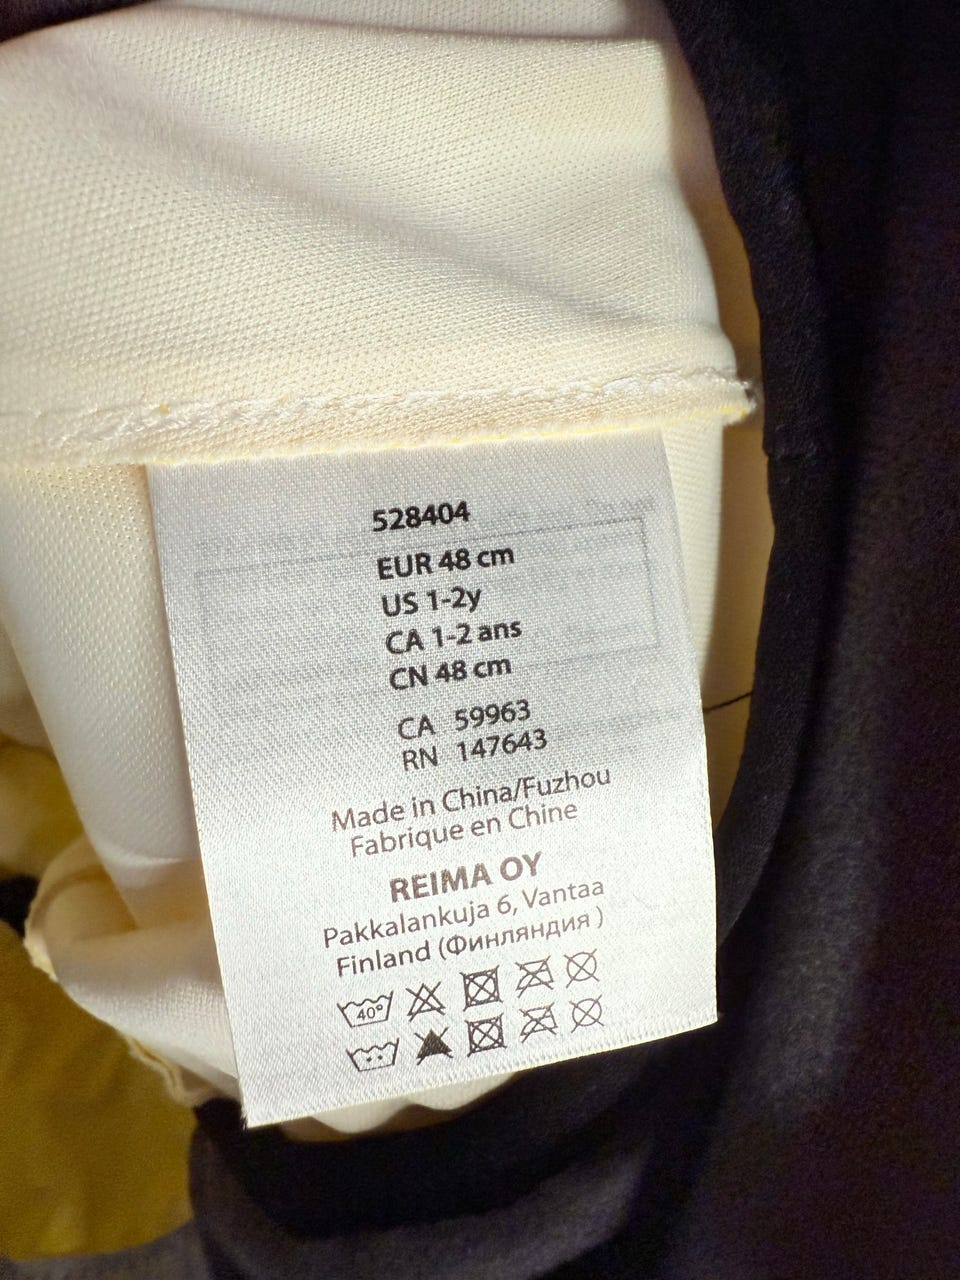 528404
EUR 48 cm
US 1-2y
CA 1-2 ans
CN 48 cm
CA 59963
RN 147643
Made in China/Fuzhou
Fabrique en Chine
REIMA OY
Pakkalankuja 6, Vantaa
Finland (Финляндия )
40°